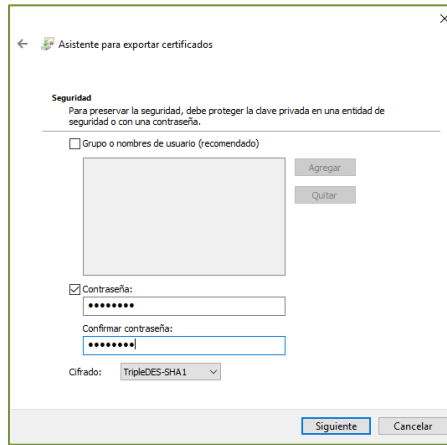 Asistente para exportar certificados
Seguridad
Para preservar la seguridad, debe proteger la clave privada en una entidad de
seguridad o con una contraseña.
Grupo o nombres de usuario (recomendado)
Agregar
Quitar
Contraseña:
••••••••
Confirmar contraseña:
••••••••
Cifrado: TripleDES-SHA1
Siguiente Cancelar